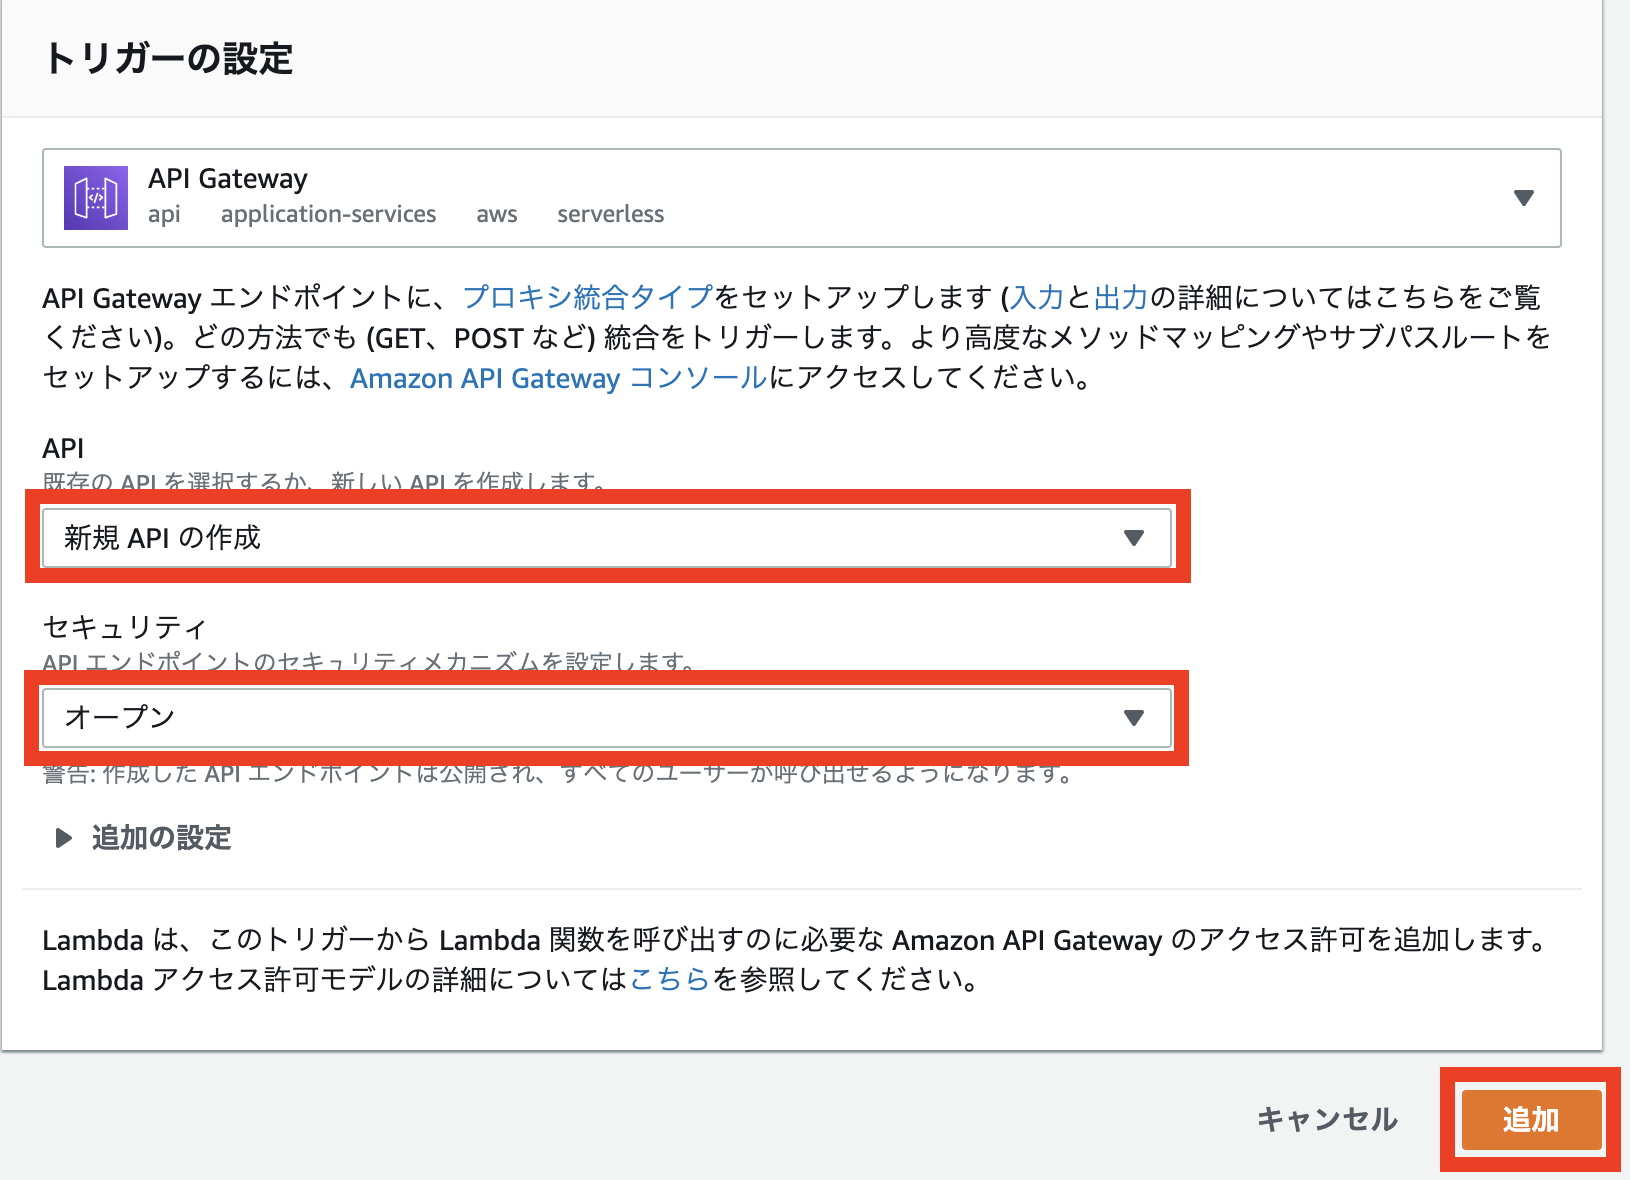 トリガーの設定
API Gateway
api application-services aws serverless
API Gateway エンドポイントに、プロキシ統合タイプをセットアップします (入力と出力の詳細についてはこちらをご覧
ください)。どの方法でも (GET、POST など) 統合をトリガーします。より高度なメソッドマッピングやサブパスルートを
セットアップするには、Amazon API Gateway コンソールにアクセスしてください。
API
既存の API を選択するか、新しい API を作成します。
新規 API の作成
セキュリティ
API エンドポイントのセキュリティメカニズムを設定します。
オープン
警告: 作成した API エンドポイントは公開され、すべてのユーザーが呼び出せるようになります。
追加の設定
Lambda は、このトリガーから Lambda 関数を呼び出すのに必要な Amazon API Gateway のアクセス許可を追加します。
Lambda アクセス許可モデルの詳細についてはこちらを参照してください。
キャンセル
追加